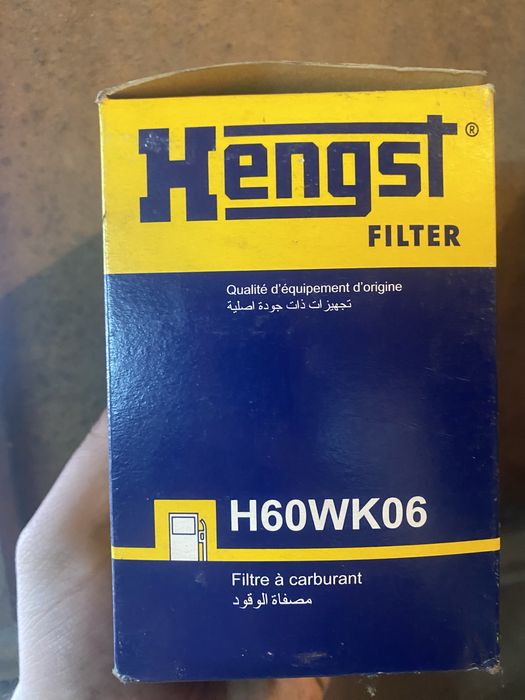 Hengst®
FILTER
Qualité d'équipement d'origine
تجهيزات ذات جودة اصلية
H60WK06
Filtre à carburant
مصفاة الوقود